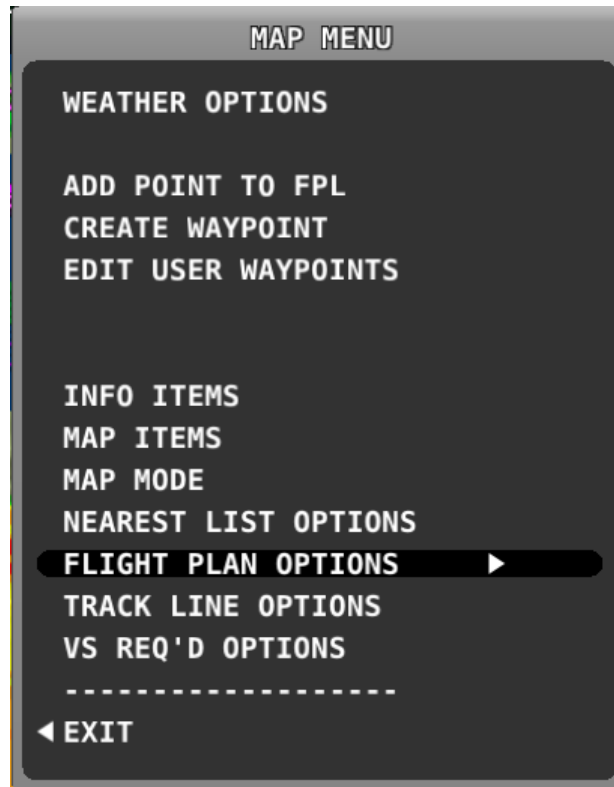 MAP MENU
WEATHER OPTIONS
ADD POINT TO FPL
CREATE WAYPOINT
EDIT USER WAYPOINTS
INFO ITEMS
MAP ITEMS
MAP MODE
NEAREST LIST OPTIONS
FLIGHT PLAN OPTIONS
TRACK LINE OPTIONS
VS REQ'D OPTIONS
-------------------
EXIT